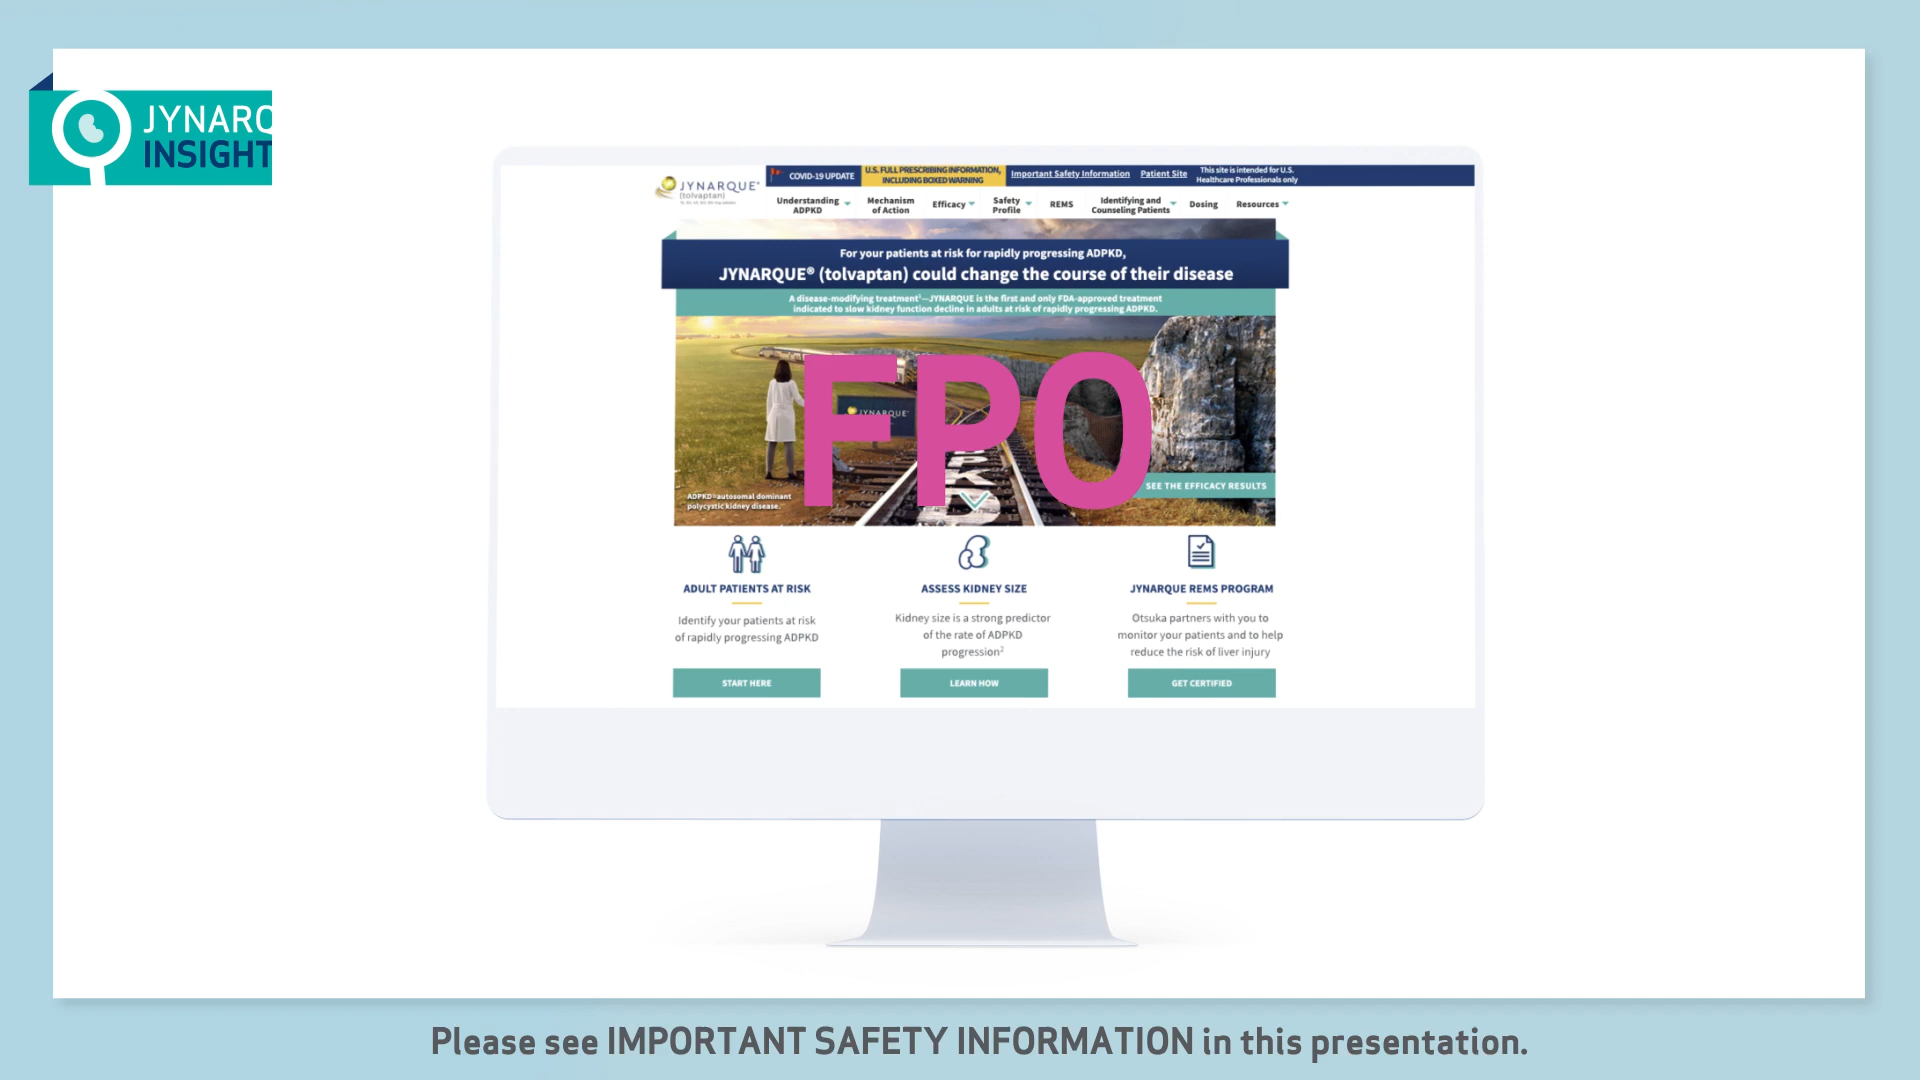 JYNARQ
INSIGHT
JYNARQUE®
(tolvaptan)
COVID-19 UPDATE
U.S. FULL PRESCRIBING INFORMATION,
INCLUDING BOXED WARNING
Important Safety Information
Patient Site
This site is intended for U.S.
Healthcare Professionals only
Understanding
ADPKD
Mechanism
of Action
Efficacy
Safety
Profile
REMS
Identifying and
Counseling Patients
Dosing
Resources
For your patients at risk for rapidly progressing ADPKD,
JYNARQUE® (tolvaptan) could change the course of their disease
A disease-modifying treatment¹—JYNARQUE is the first and only FDA-approved treatment
indicated to slow kidney function decline in adults at risk of rapidly progressing ADPKD.
JYNARQUE
FPO
ADPKD=autosomal dominant
polycystic kidney disease.
SEE THE EFFICACY RESULTS
ADULT PATIENTS AT RISK
Identify your patients at risk
of rapidly progressing ADPKD
START HERE
ASSESS KIDNEY SIZE
Kidney size is a strong predictor
of the rate of ADPKD
progression²
LEARN HOW
JYNARQUE REMS PROGRAM
Otsuka partners with you to
monitor your patients and to help
reduce the risk of liver injury
GET CERTIFIED
Please see IMPORTANT SAFETY INFORMATION in this presentation.